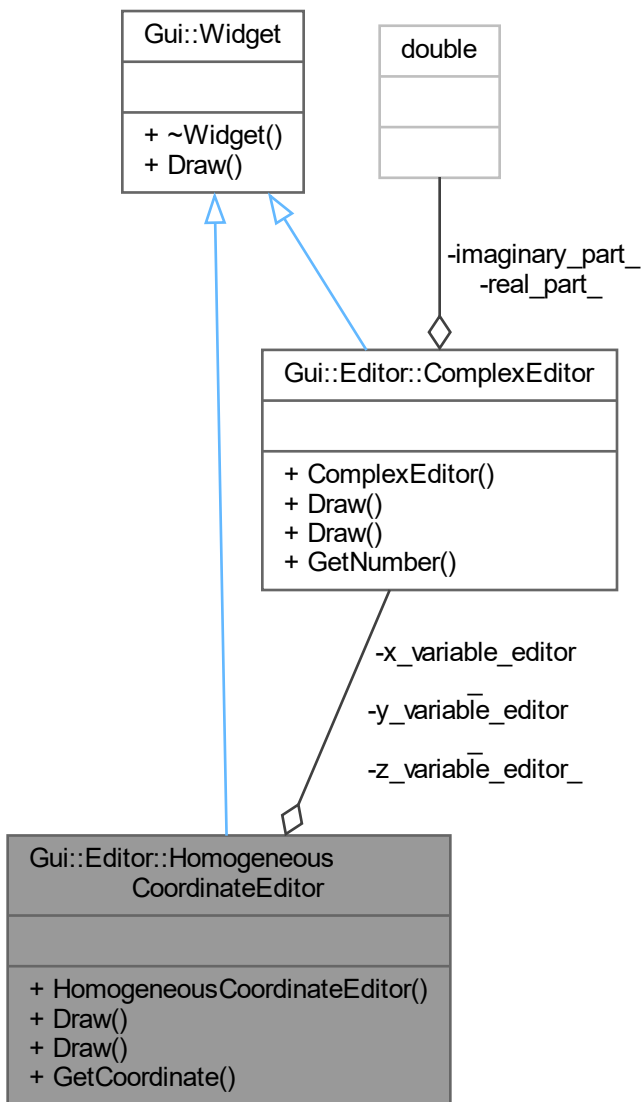 Gui::Widget
+ ~Widget()
+ Draw()
double
-imaginary_part_
-real_part_
Gui::Editor::ComplexEditor
+ ComplexEditor()
+ Draw()
+ Draw()
+ GetNumber()
-x_variable_editor
_
-y_variable_editor
_
-z_variable_editor_
Gui::Editor::Homogeneous
CoordinateEditor
+ HomogeneousCoordinateEditor()
+ Draw()
+ Draw()
+ GetCoordinate()